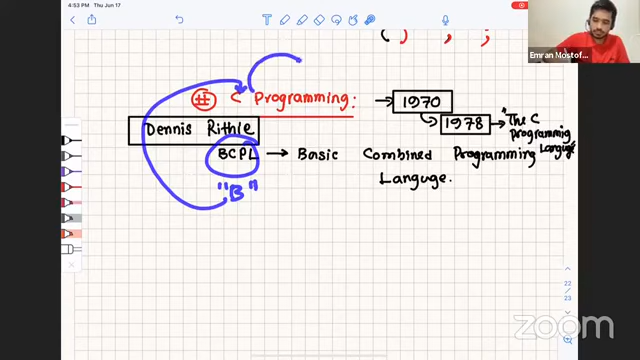 4:53 PM Thu Jun 17
( ) , ;
Emran Mostof...
# C Programming: → 1970
1978 → "The C Programming Language"
Dennis Rithle
BCPL → Basic Combined Programming
Language.
"B"
22
23
zoom